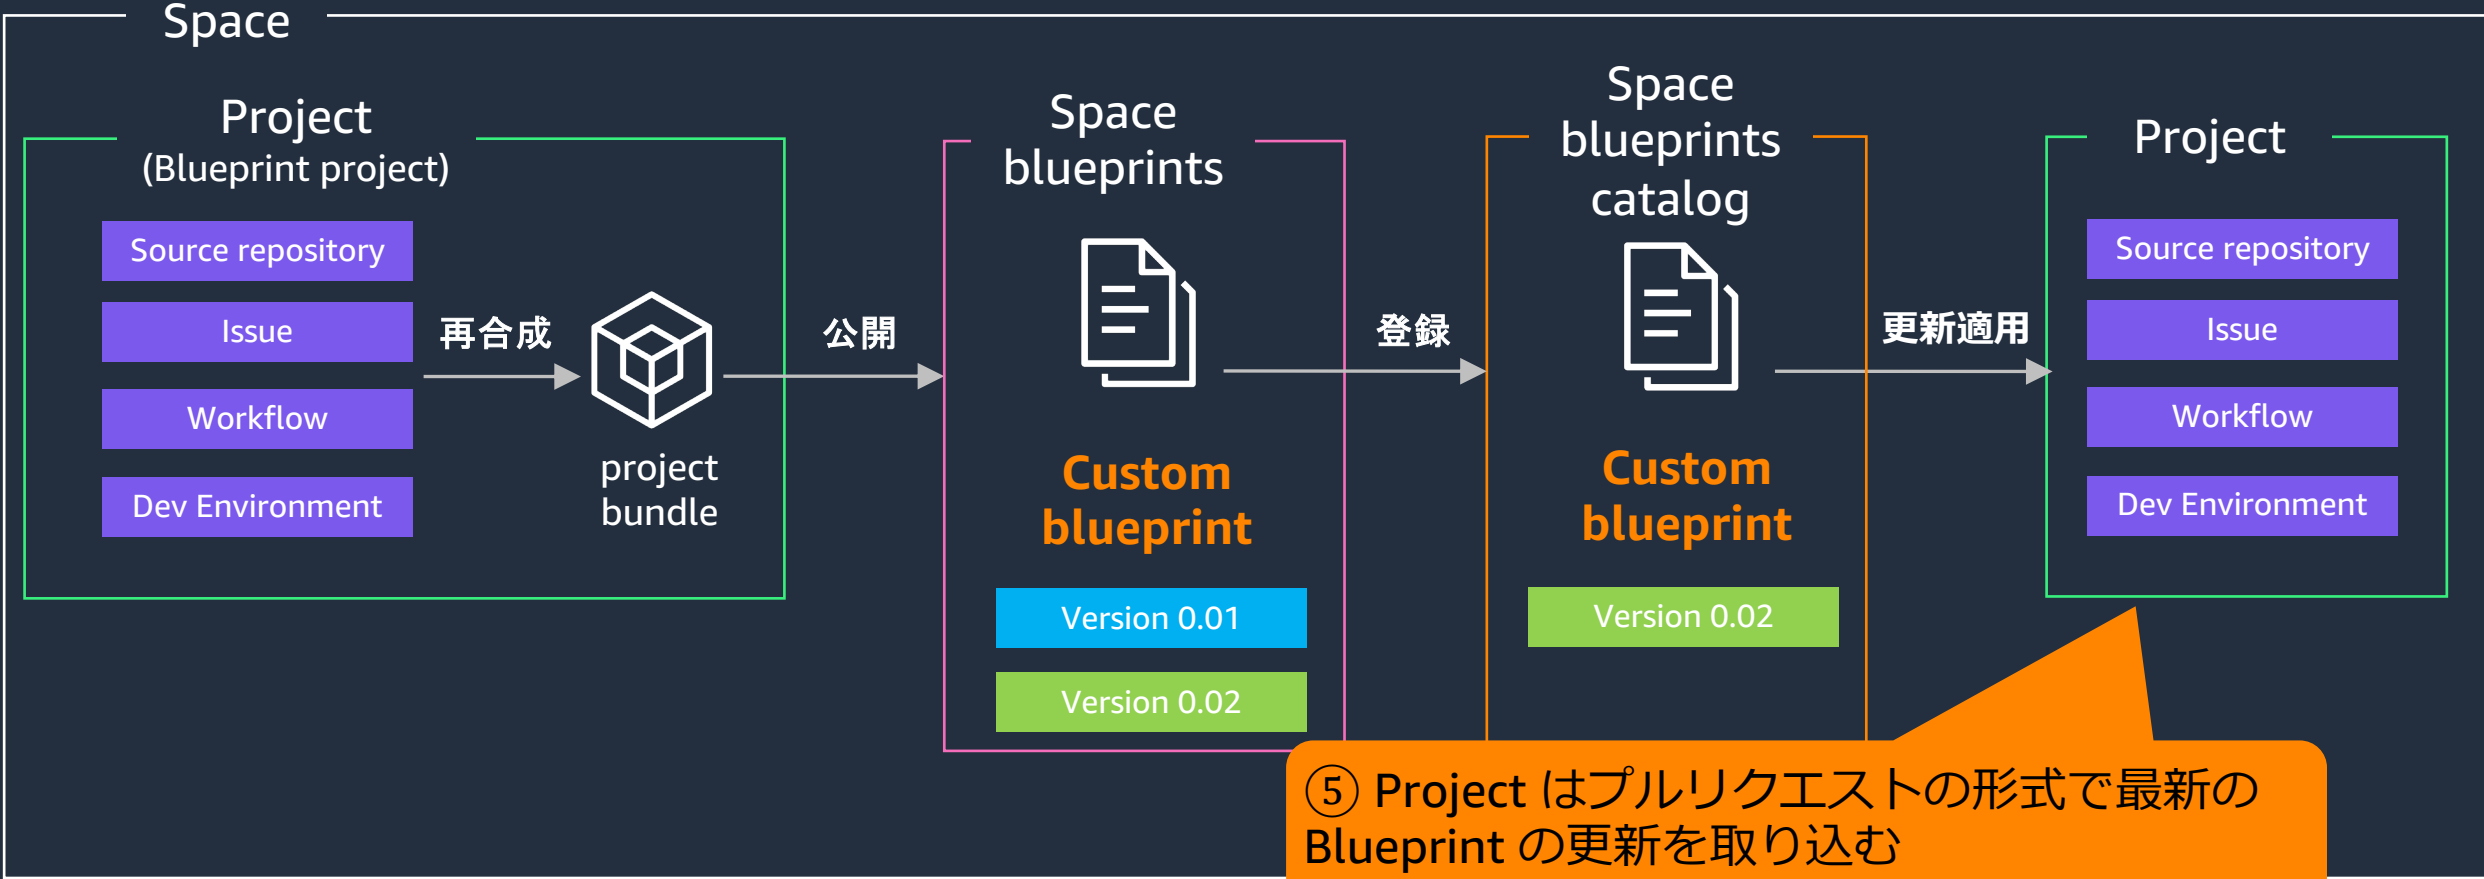 Space
Project
(Blueprint project)
Source repository
Issue
Workflow
Dev Environment
再合成
project
bundle
公開
Space
blueprints
Custom
blueprint
Version 0.01
Version 0.02
登録
Space
blueprints
catalog
Custom
blueprint
Version 0.02
更新適用
Project
Source repository
Issue
Workflow
Dev Environment
⑤ Project はプルリクエストの形式で最新の
Blueprint の更新を取り込む